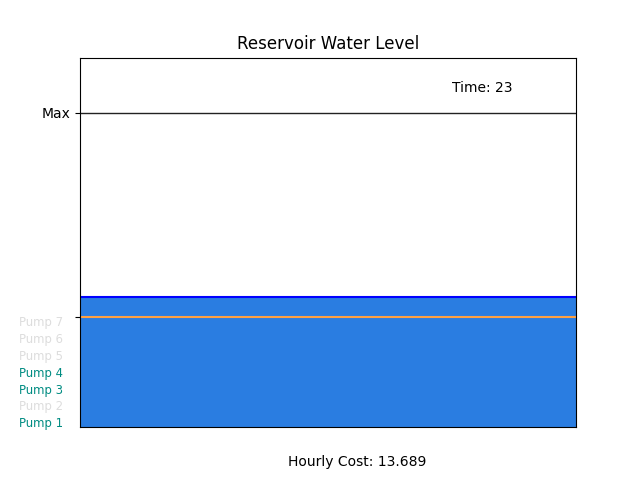 Reservoir Water Level
Time: 23
Max
Pump 7
Pump 6
Pump 5
Pump 4
Pump 3
Pump 2
Pump 1
Hourly Cost: 13.689